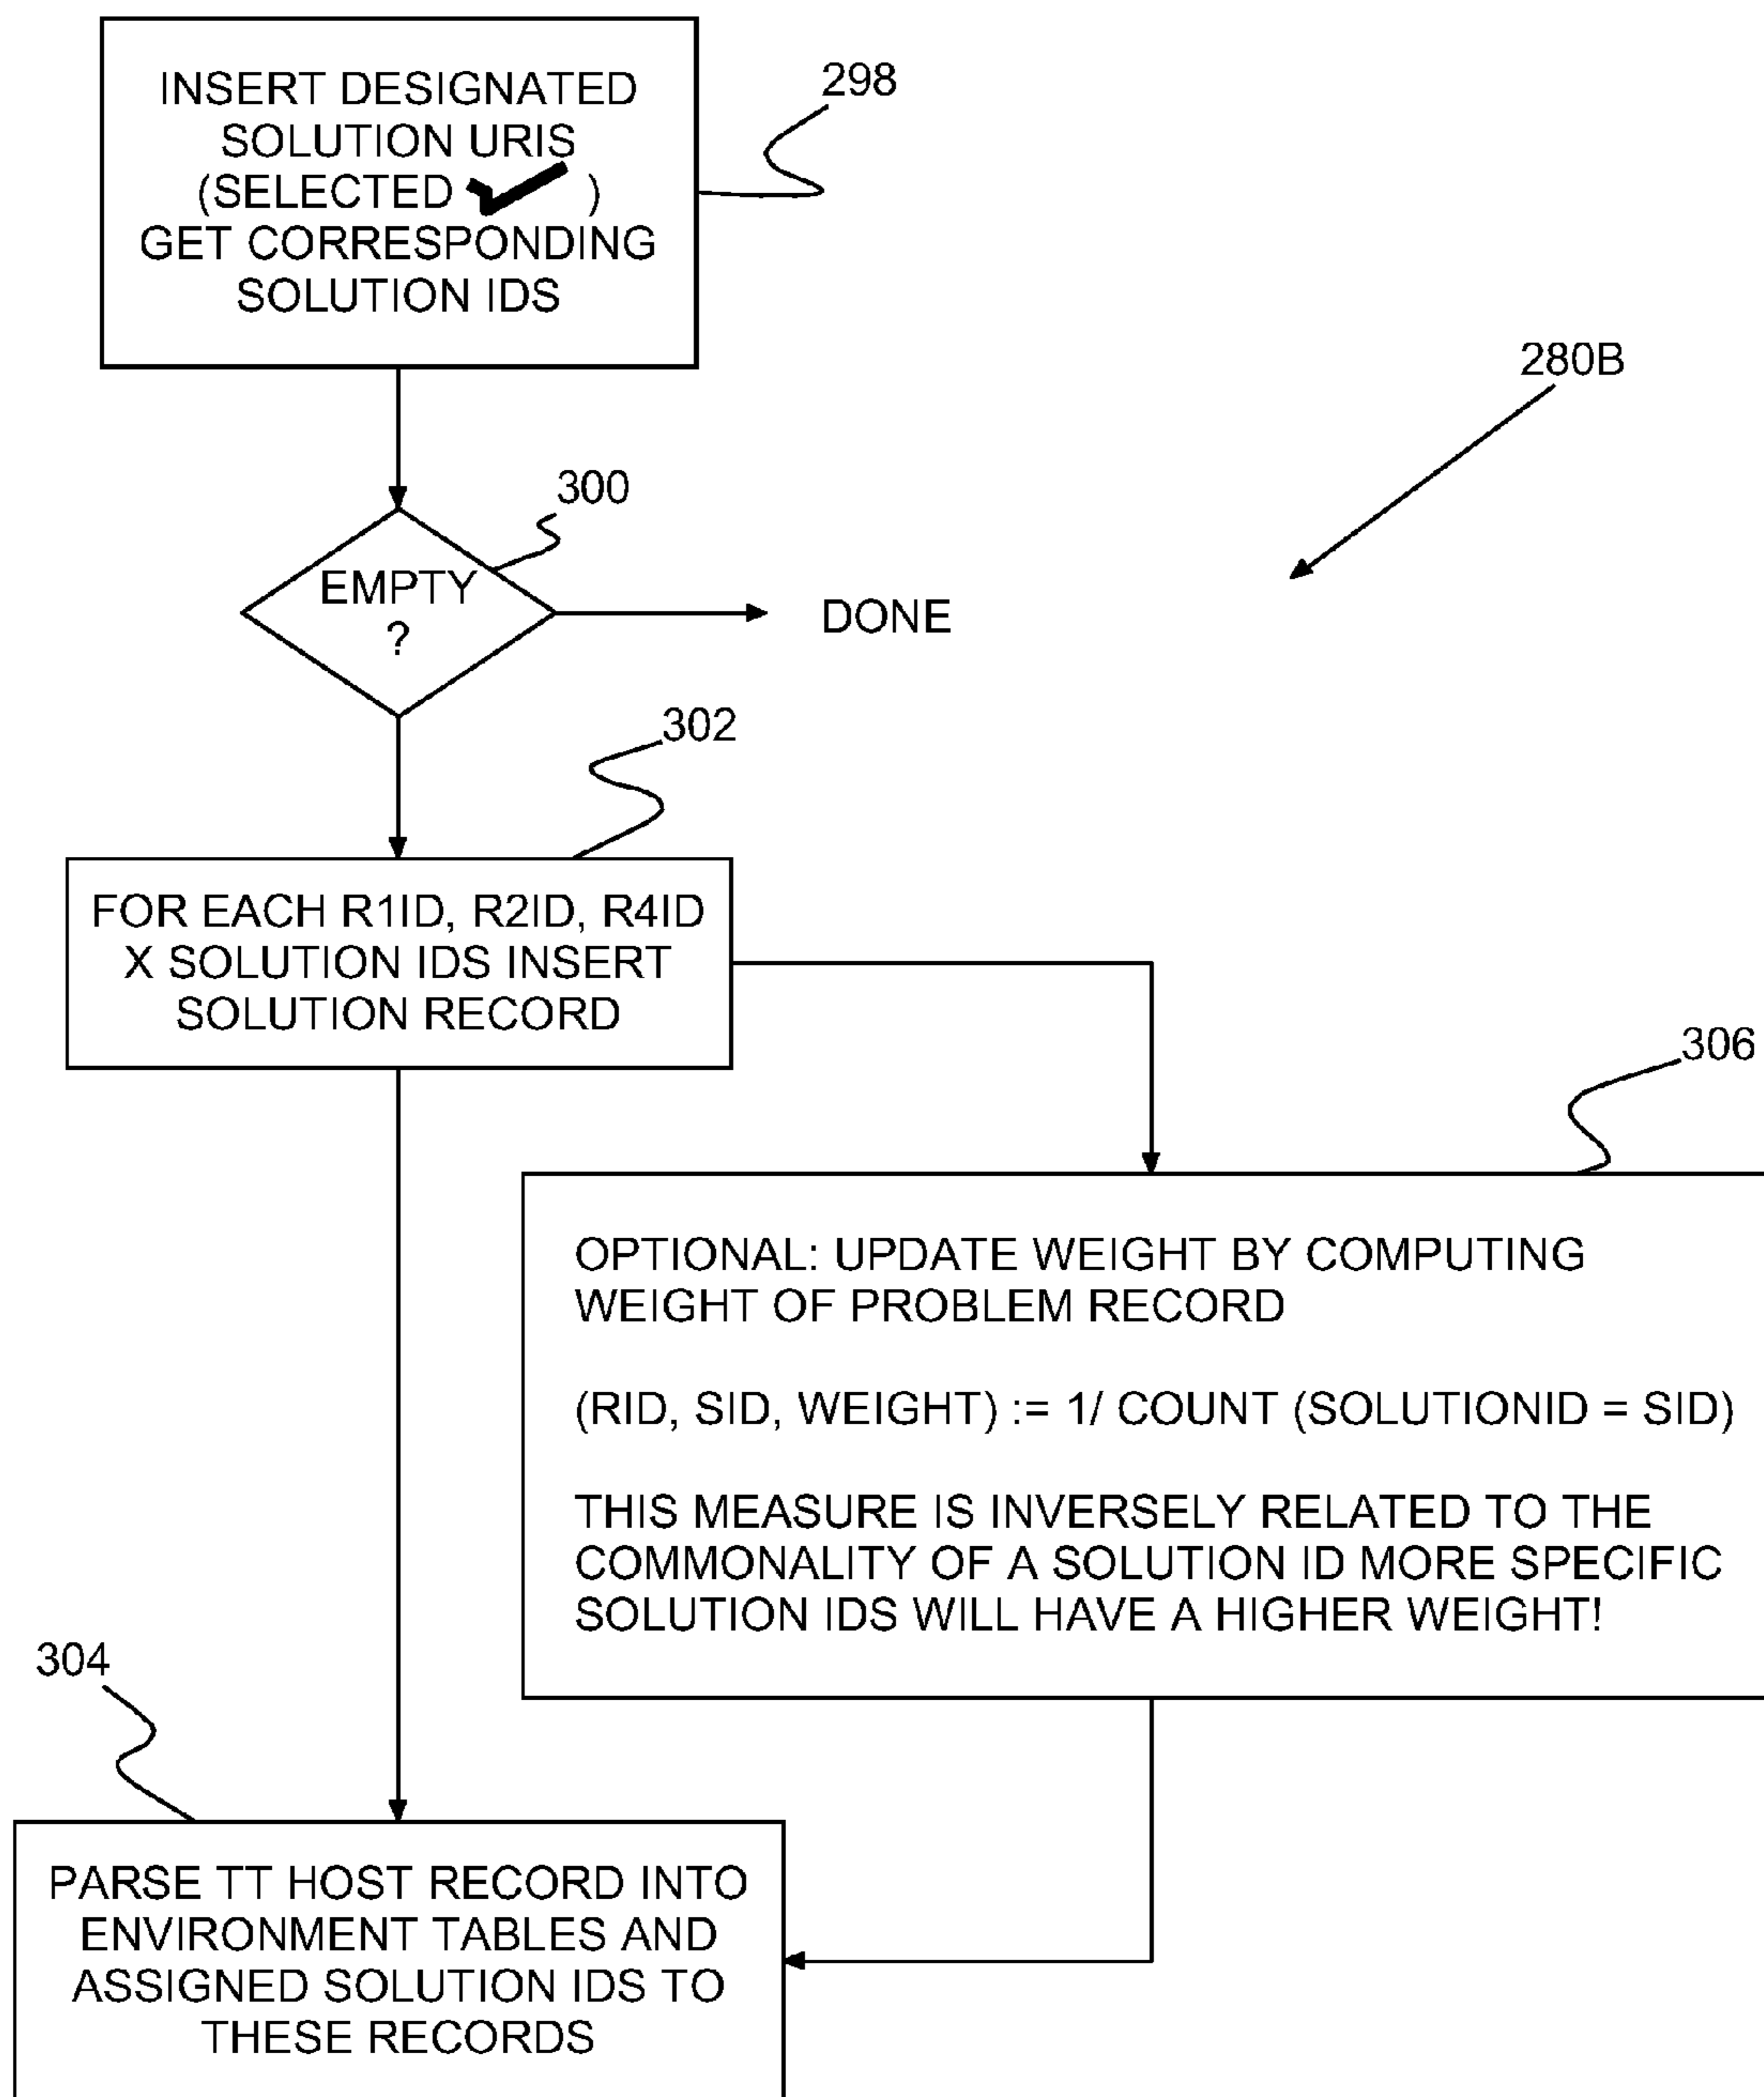 INSERT DESIGNATED
SOLUTION URIS
(SELECTED ✔ )
GET CORRESPONDING
SOLUTION IDS
298
280B
300
EMPTY
?
DONE
302
FOR EACH R1ID, R2ID, R4ID
X SOLUTION IDS INSERT
SOLUTION RECORD
306
OPTIONAL: UPDATE WEIGHT BY COMPUTING
WEIGHT OF PROBLEM RECORD
(RID, SID, WEIGHT) := 1/ COUNT (SOLUTIONID = SID)
THIS MEASURE IS INVERSELY RELATED TO THE
COMMONALITY OF A SOLUTION ID MORE SPECIFIC
SOLUTION IDS WILL HAVE A HIGHER WEIGHT!
304
PARSE TT HOST RECORD INTO
ENVIRONMENT TABLES AND
ASSIGNED SOLUTION IDS TO
THESE RECORDS